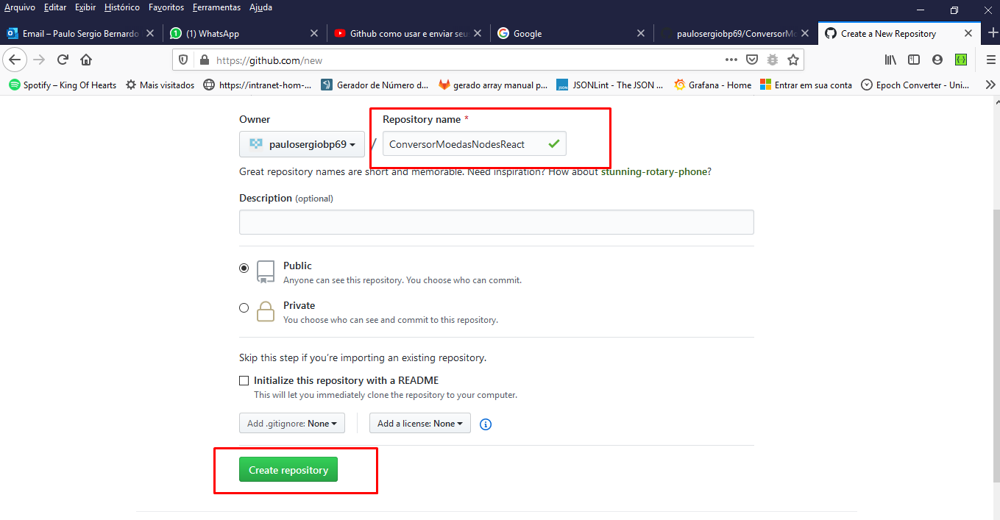 Arquivo Editar Exibir Histórico Favoritos Ferramentas Ajuda
Email – Paulo Sergio Bernardo
(1) WhatsApp
Github como usar e enviar seu
Google
paulosergiobp69/ConversorMo
Create a New Repository
https://github.com/new
Spotify – King Of Hearts
Mais visitados
https://intranet-hom-...
Gerador de Número d...
gerado array manual p...
JSON
JSONLint - The JSON ...
Grafana - Home
Entrar em sua conta
Epoch Converter - Uni...
Owner
Repository name *
paulosergiobp69
/
ConversorMoedasNodesReact
Great repository names are short and memorable. Need inspiration? How about stunning-rotary-phone?
Description (optional)
Public
Anyone can see this repository. You choose who can commit.
Private
You choose who can see and commit to this repository.
Skip this step if you’re importing an existing repository.
Initialize this repository with a README
This will let you immediately clone the repository to your computer.
Add .gitignore: None
Add a license: None
Create repository